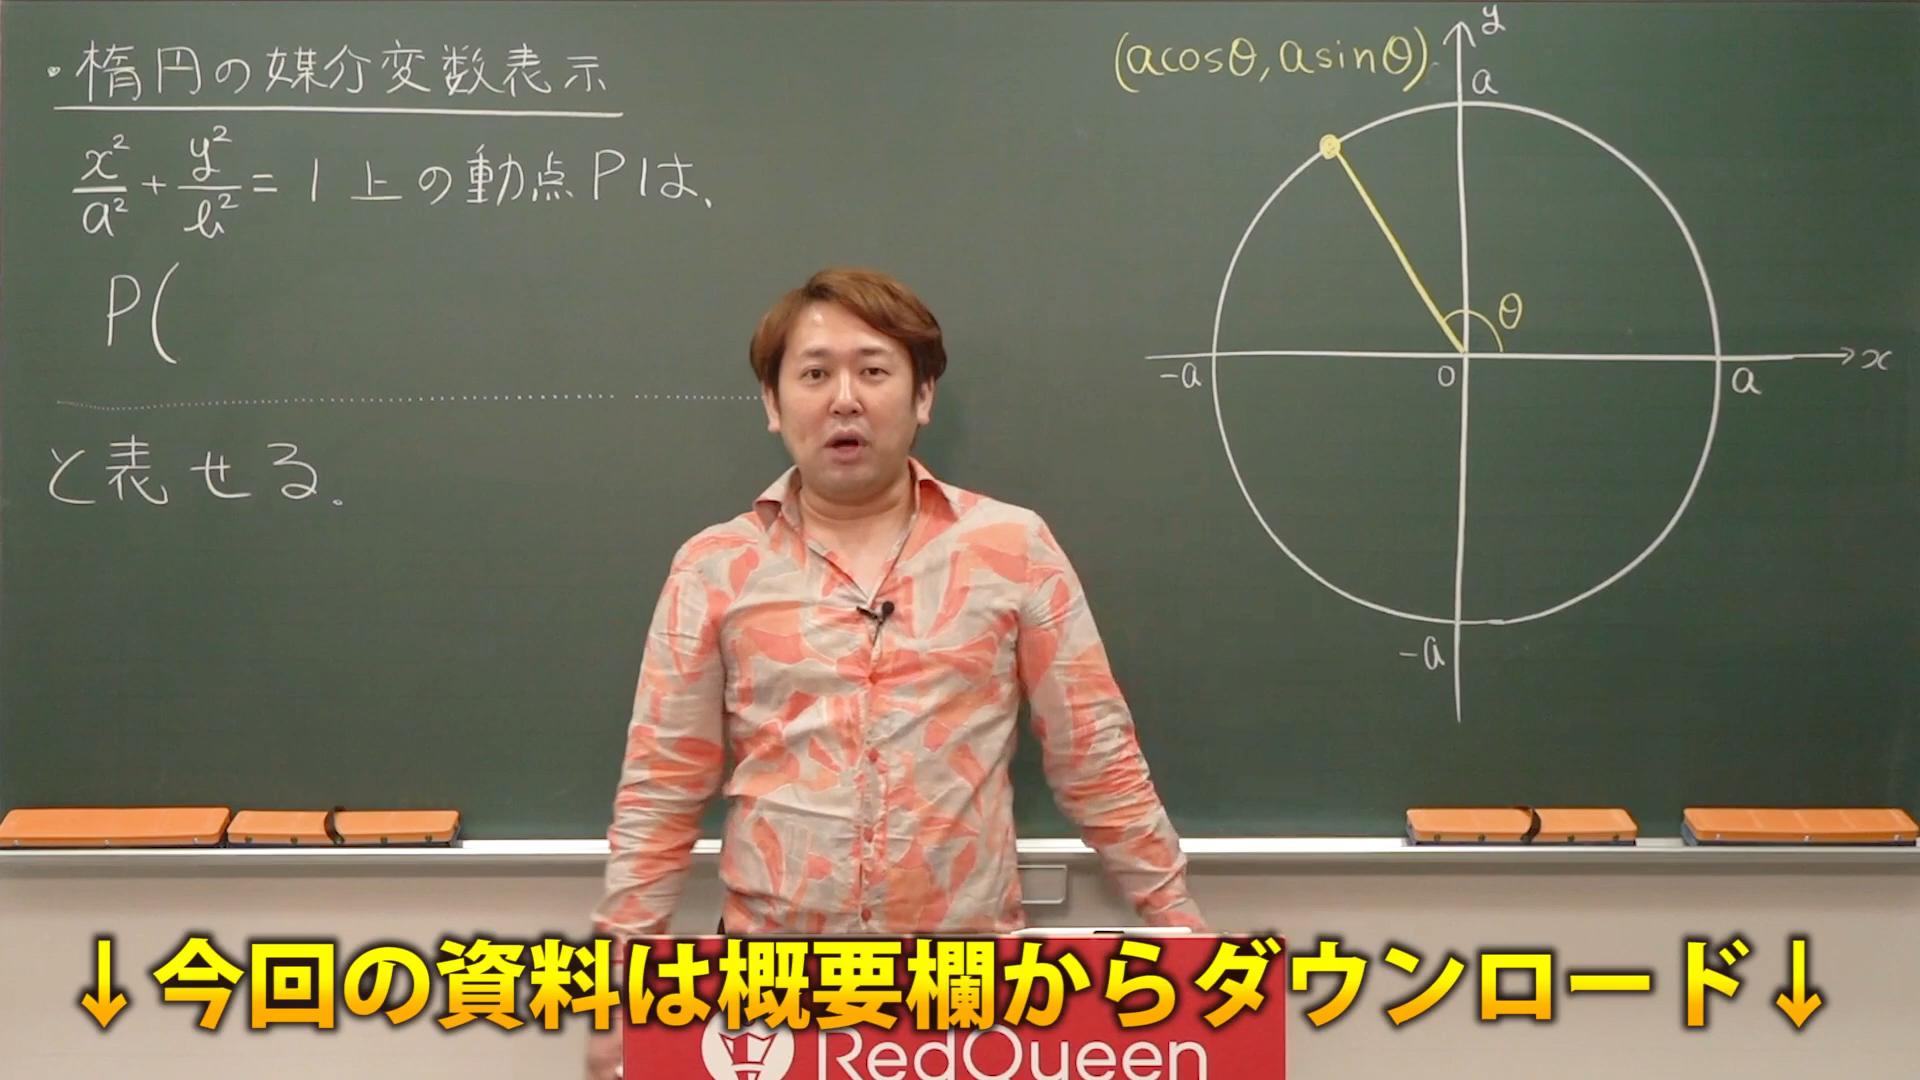 ・楕円の媒介変数表示
x²/a² + y²/b² = 1 上の動点Pは、
P(
と表せる。
(acosθ, asinθ)
y
a
θ
-a
0
a
x
-a
↓今回の資料は概要欄からダウンロード↓
RedQueen